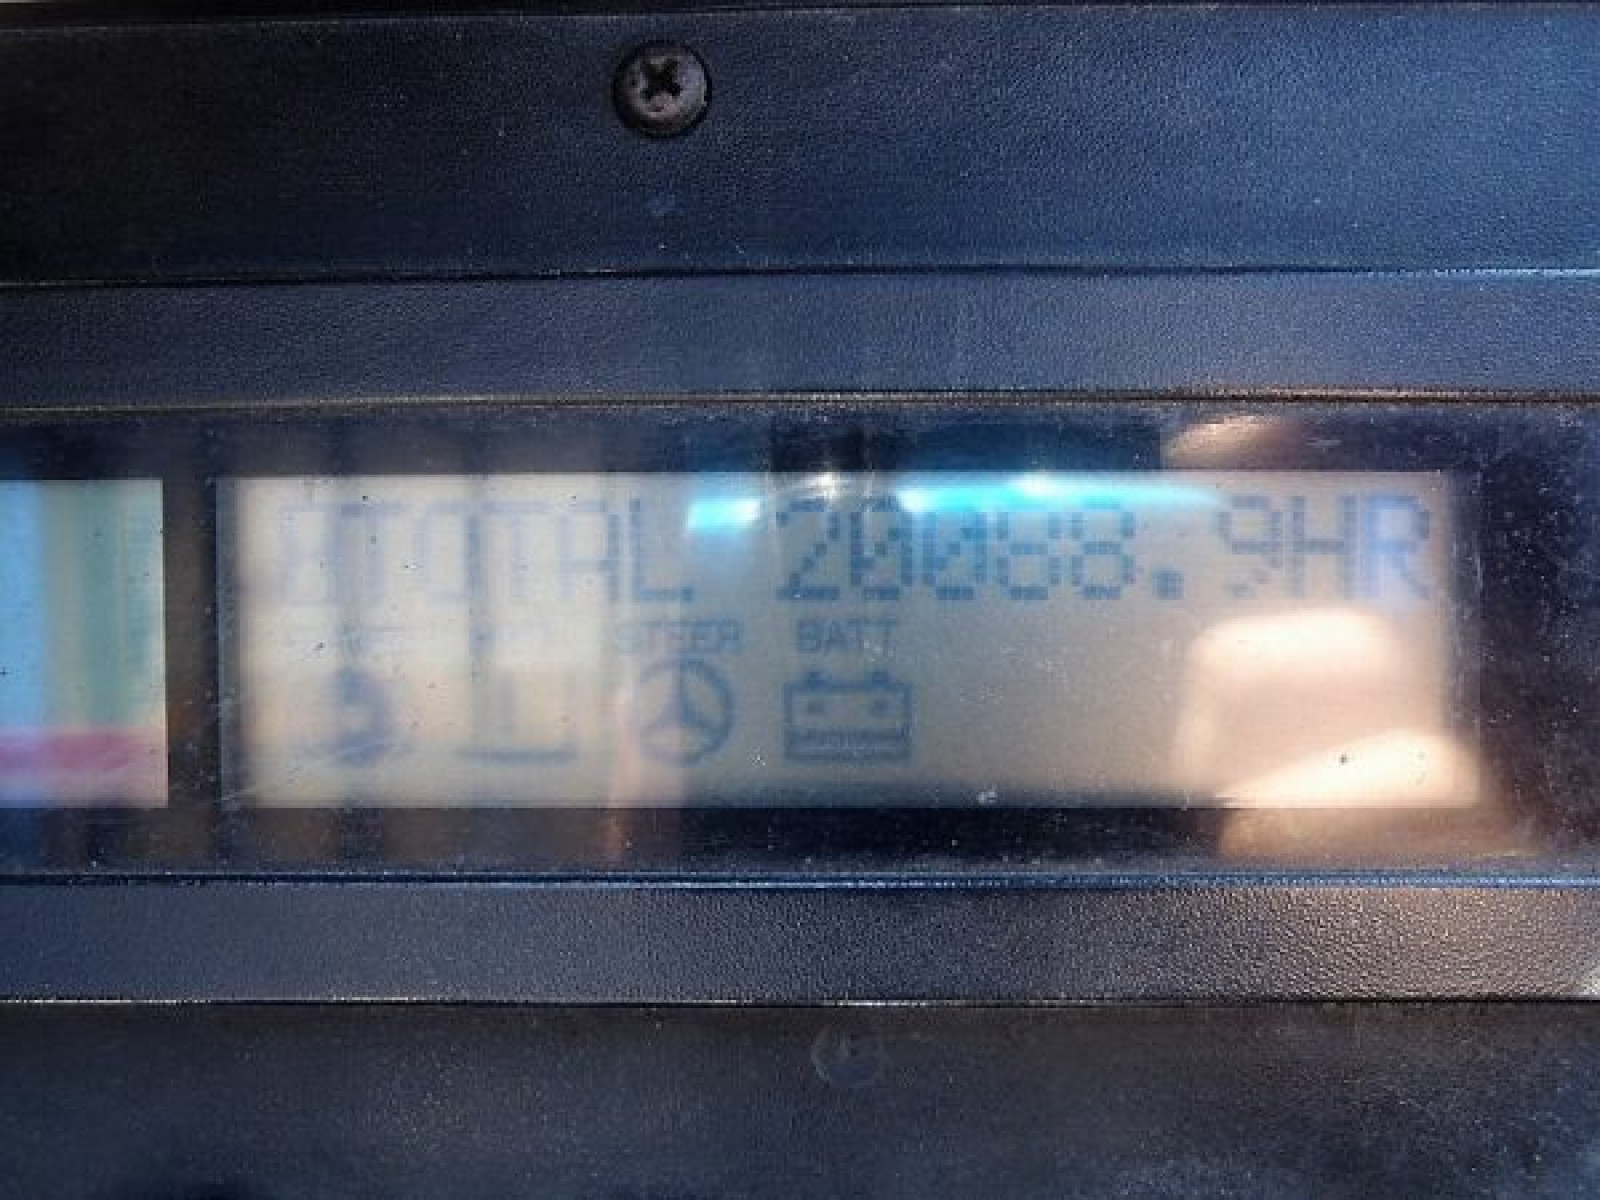 TOTAL 20068.9HR
STEER BATT